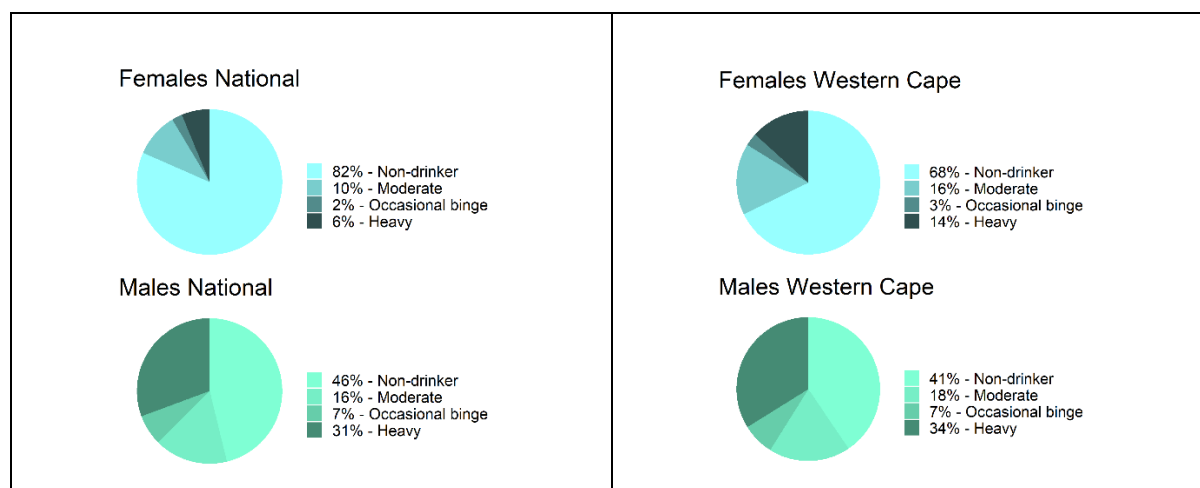 Females National
82% - Non-drinker
10% - Moderate
2% - Occasional binge
6% - Heavy
Males National
46% - Non-drinker
16% - Moderate
7% - Occasional binge
31% - Heavy
Females Western Cape
68% - Non-drinker
16% - Moderate
3% - Occasional binge
14% - Heavy
Males Western Cape
41% - Non-drinker
18% - Moderate
7% - Occasional binge
34% - Heavy